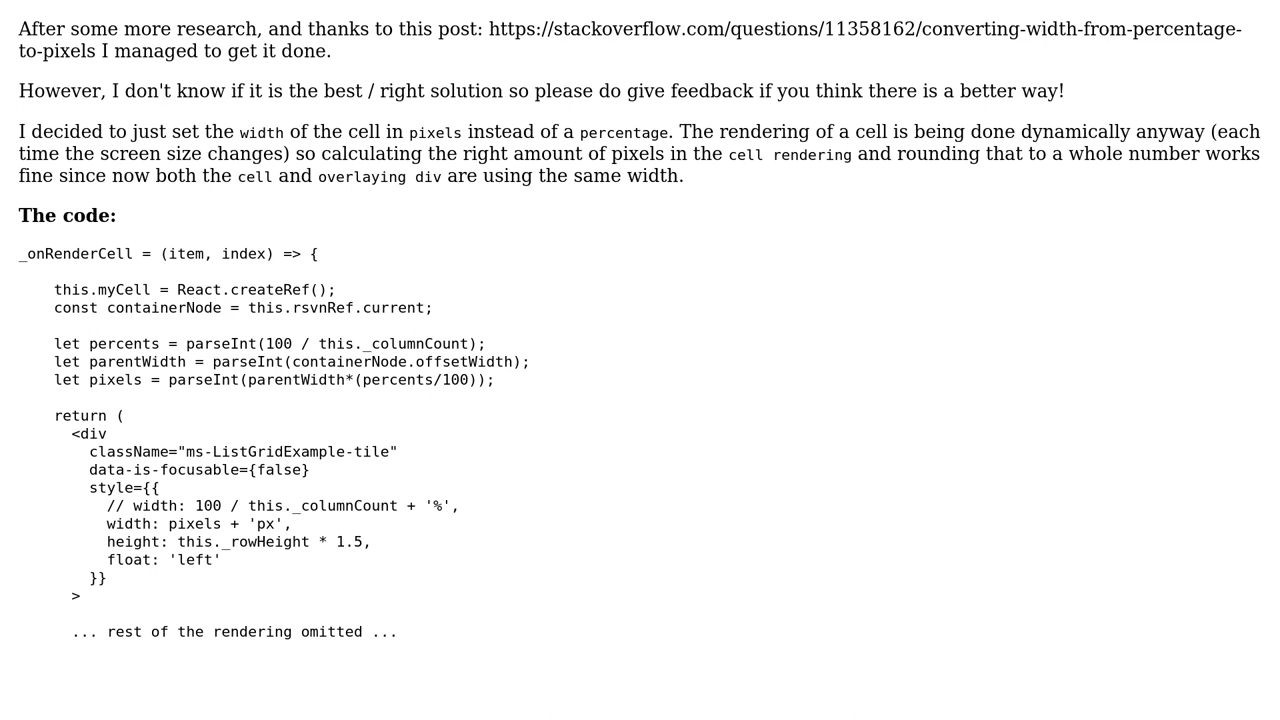 After some more research, and thanks to this post: https://stackoverflow.com/questions/11358162/converting-width-from-percentage-
to-pixels I managed to get it done.
However, I don't know if it is the best / right solution so please do give feedback if you think there is a better way!
I decided to just set the width of the cell in pixels instead of a percentage. The rendering of a cell is being done dynamically anyway (each
time the screen size changes) so calculating the right amount of pixels in the cell rendering and rounding that to a whole number works
fine since now both the cell and overlaying div are using the same width.
The code:
_onRenderCell = (item, index) => {
    this.myCell = React.createRef();
    const containerNode = this.rsvnRef.current;
    let percents = parseInt(100 / this._columnCount);
    let parentWidth = parseInt(containerNode.offsetWidth);
    let pixels = parseInt(parentWidth*(percents/100));
    return (
      <div
        className="ms-ListGridExample-tile"
        data-is-focusable={false}
        style={{
          // width: 100 / this._columnCount + '%',
          width: pixels + 'px',
          height: this._rowHeight * 1.5,
          float: 'left'
        }}
      >
      ... rest of the rendering omitted ...